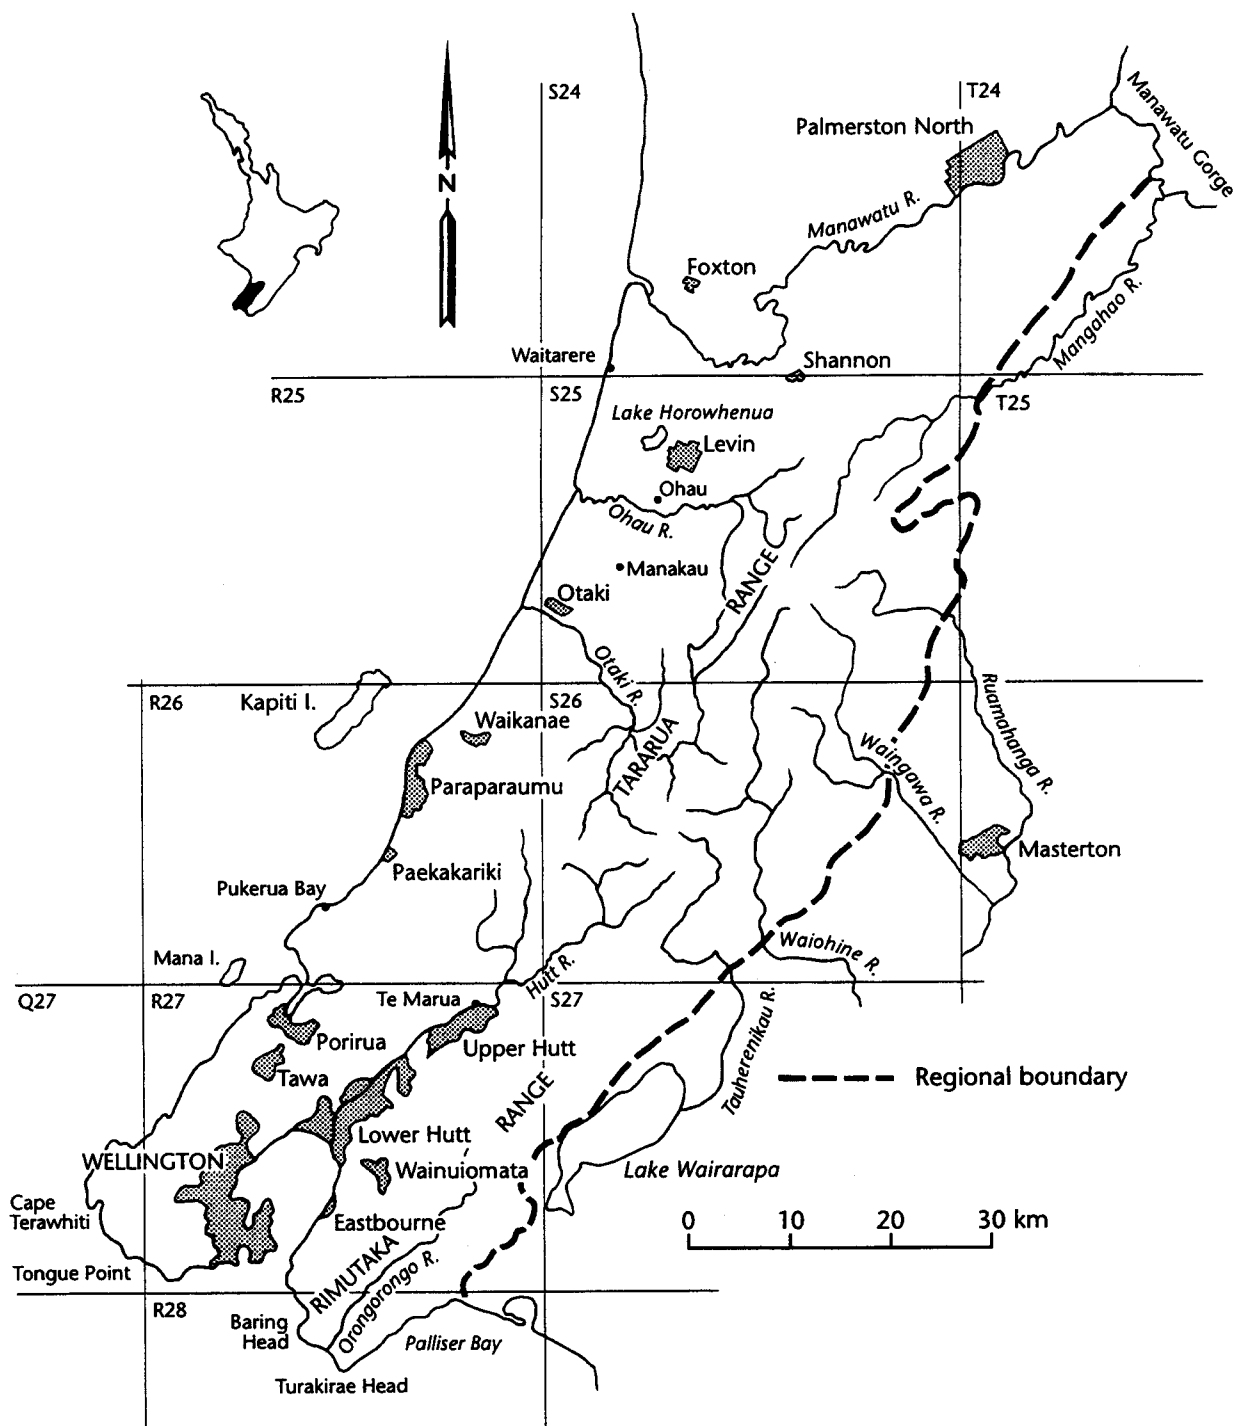 S24
T24
Manawatu Gorge
Palmerston North
N
Manawatu R.
Foxton
Mangahao R.
Waitarere
Shannon
R25
S25
T25
Lake Horowhenua
Levin
Ohau
Ohau R.
Manakau
RANGE
Otaki
Otaki R.
R26
Kapiti I.
S26
Ruamahanga R.
Waikanae
TARARUA
Waingawa R.
Paraparaumu
Masterton
Paekakariki
Pukerua Bay
Waiohine R.
Mana I.
Hutt R.
Q27
R27
Te Marua
S27
Porirua
Upper Hutt
Tauherenikau R.
Tawa
Regional boundary
RANGE
Lower Hutt
WELLINGTON
Wainuiomata
Lake Wairarapa
Cape
Terawhiti
Eastbourne
0 10 20 30 km
Tongue Point
RIMUTAKA
Orongorongo R.
R28
Baring
Head
Palliser Bay
Turakirae Head